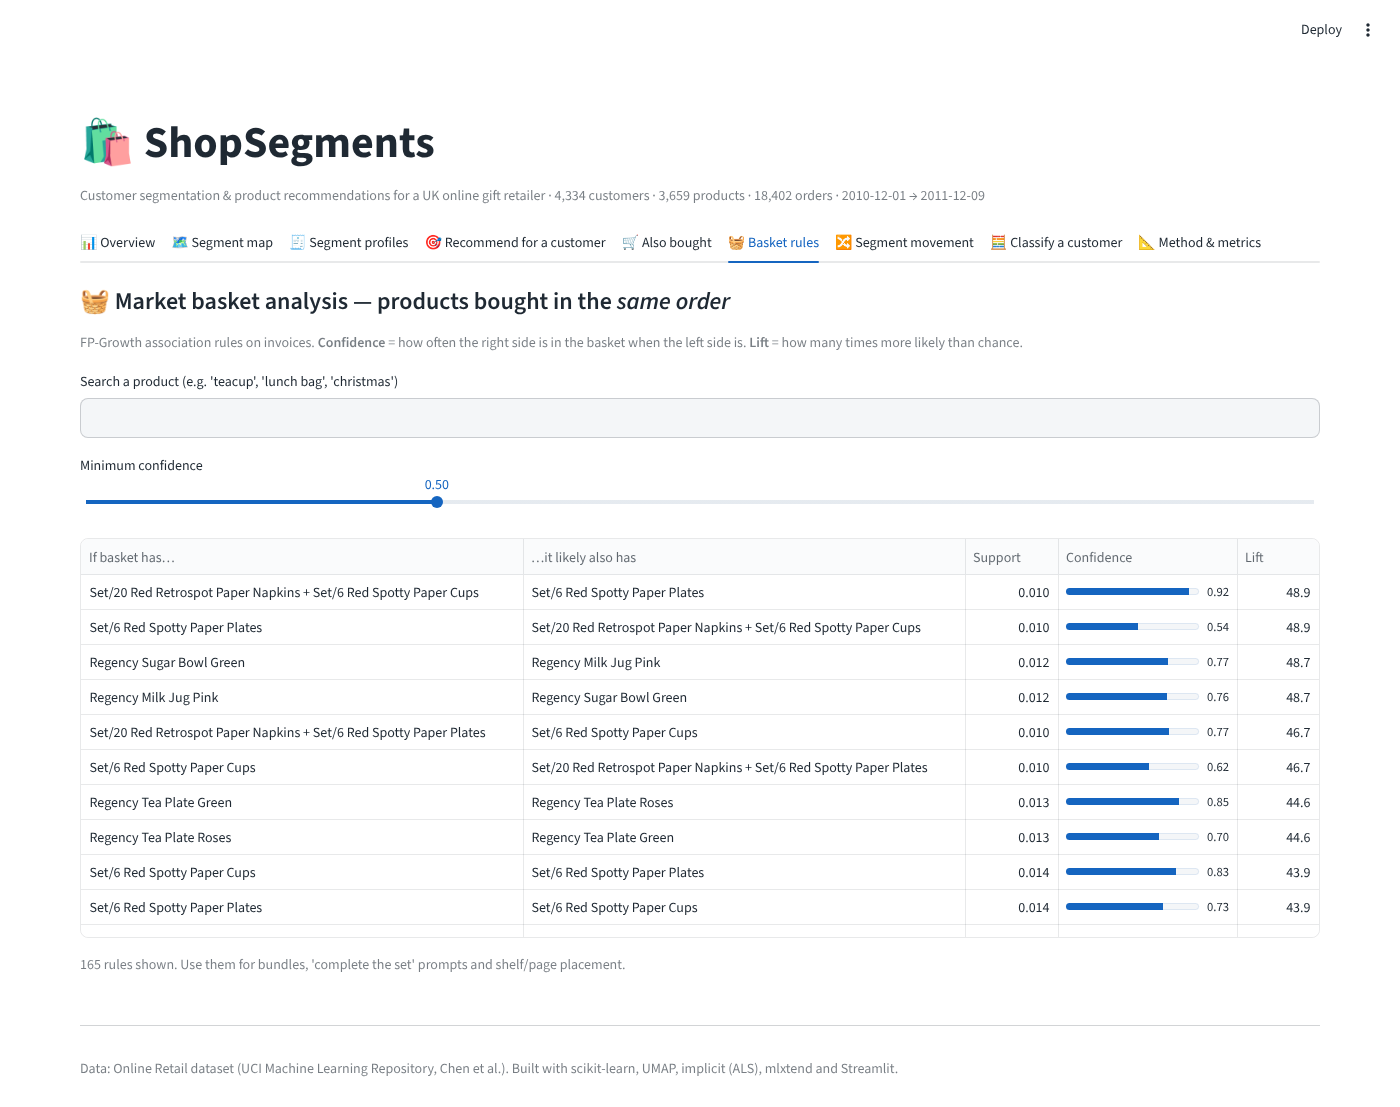 Deploy
ShopSegments
Customer segmentation & product recommendations for a UK online gift retailer · 4,334 customers · 3,659 products · 18,402 orders · 2010-12-01 → 2011-12-09
Overview Segment map Segment profiles Recommend for a customer Also bought Basket rules Segment movement Classify a customer Method & metrics
Market basket analysis — products bought in the same order
FP-Growth association rules on invoices. Confidence = how often the right side is in the basket when the left side is. Lift = how many times more likely than chance.
Search a product (e.g. 'teacup', 'lunch bag', 'christmas')
Minimum confidence
0.50
If basket has… …it likely also has Support Confidence Lift
Set/20 Red Retrospot Paper Napkins + Set/6 Red Spotty Paper Cups Set/6 Red Spotty Paper Plates 0.010 0.92 48.9
Set/6 Red Spotty Paper Plates Set/20 Red Retrospot Paper Napkins + Set/6 Red Spotty Paper Cups 0.010 0.54 48.9
Regency Sugar Bowl Green Regency Milk Jug Pink 0.012 0.77 48.7
Regency Milk Jug Pink Regency Sugar Bowl Green 0.012 0.76 48.7
Set/20 Red Retrospot Paper Napkins + Set/6 Red Spotty Paper Plates Set/6 Red Spotty Paper Cups 0.010 0.77 46.7
Set/6 Red Spotty Paper Cups Set/20 Red Retrospot Paper Napkins + Set/6 Red Spotty Paper Plates 0.010 0.62 46.7
Regency Tea Plate Green Regency Tea Plate Roses 0.013 0.85 44.6
Regency Tea Plate Roses Regency Tea Plate Green 0.013 0.70 44.6
Set/6 Red Spotty Paper Cups Set/6 Red Spotty Paper Plates 0.014 0.83 43.9
Set/6 Red Spotty Paper Plates Set/6 Red Spotty Paper Cups 0.014 0.73 43.9
165 rules shown. Use them for bundles, 'complete the set' prompts and shelf/page placement.
Data: Online Retail dataset (UCI Machine Learning Repository, Chen et al.). Built with scikit-learn, UMAP, implicit (ALS), mlxtend and Streamlit.